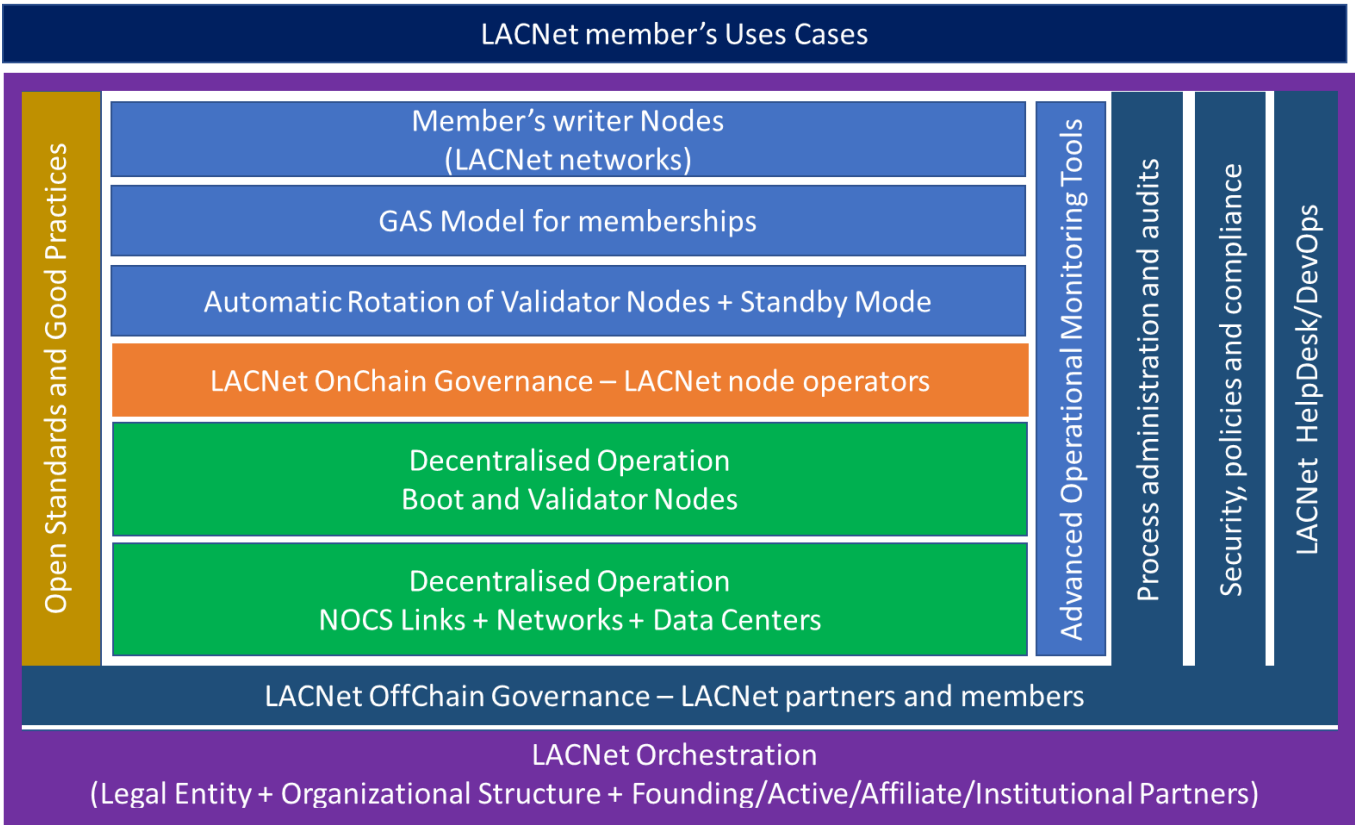 LACNet member’s Uses Cases
Open Standards and Good Practices
Member’s writer Nodes
(LACNet networks)
GAS Model for memberships
Automatic Rotation of Validator Nodes + Standby Mode
LACNet OnChain Governance – LACNet node operators
Decentralised Operation
Boot and Validator Nodes
Decentralised Operation
NOCS Links + Networks + Data Centers
Advanced Operational Monitoring Tools
Process administration and audits
Security, policies and compliance
LACNet HelpDesk/DevOps
LACNet OffChain Governance – LACNet partners and members
LACNet Orchestration
(Legal Entity + Organizational Structure + Founding/Active/Affiliate/Institutional Partners)